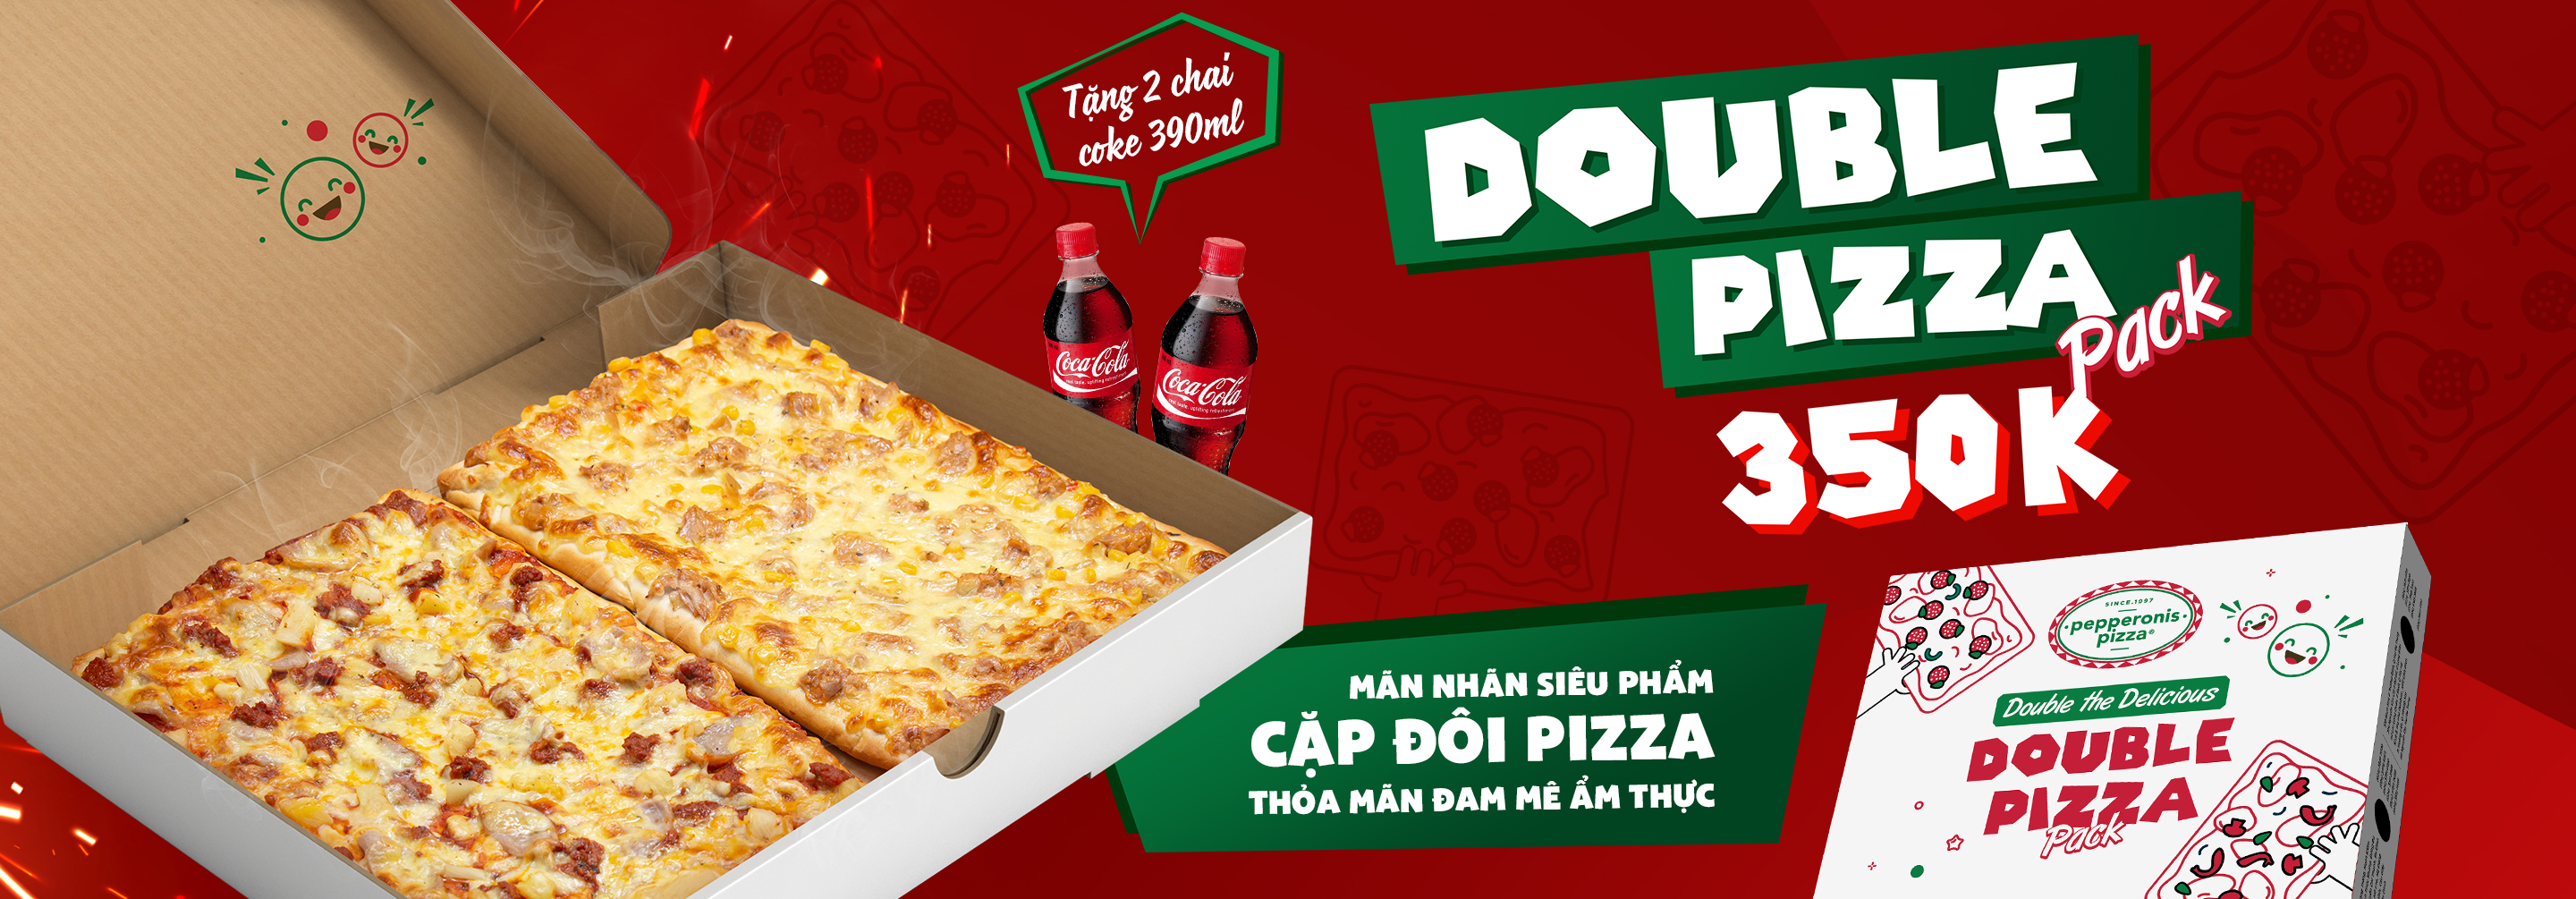 Tặng 2 chai
coke 390ml
Coca-Cola
Coca-Cola
DOUBLE
PIZZA
Pack
350K
MÃN NHÃN SIÊU PHẨM
CẶP ĐÔI PIZZA
THỎA MÃN ĐAM MÊ ẨM THỰC
SINCE.1997
pepperonis
pizza®
Double the Delicious
DOUBLE
PIZZA
Pack